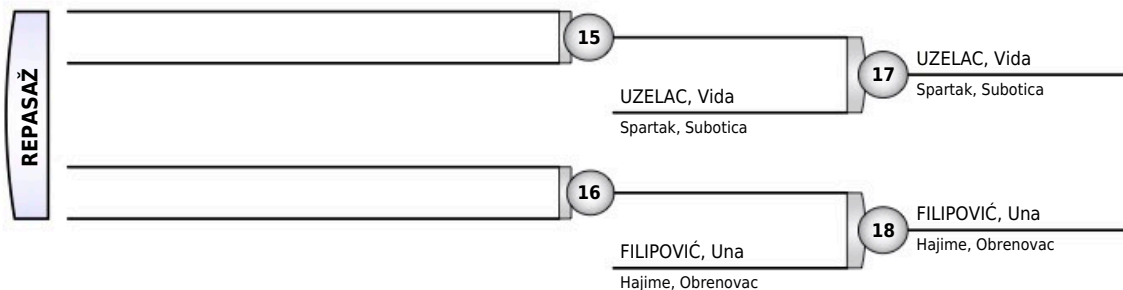 REPASAŽ
15
UZELAC, Vida
Spartak, Subotica
17
UZELAC, Vida
Spartak, Subotica
16
FILIPOVIĆ, Una
Hajime, Obrenovac
18
FILIPOVIĆ, Una
Hajime, Obrenovac